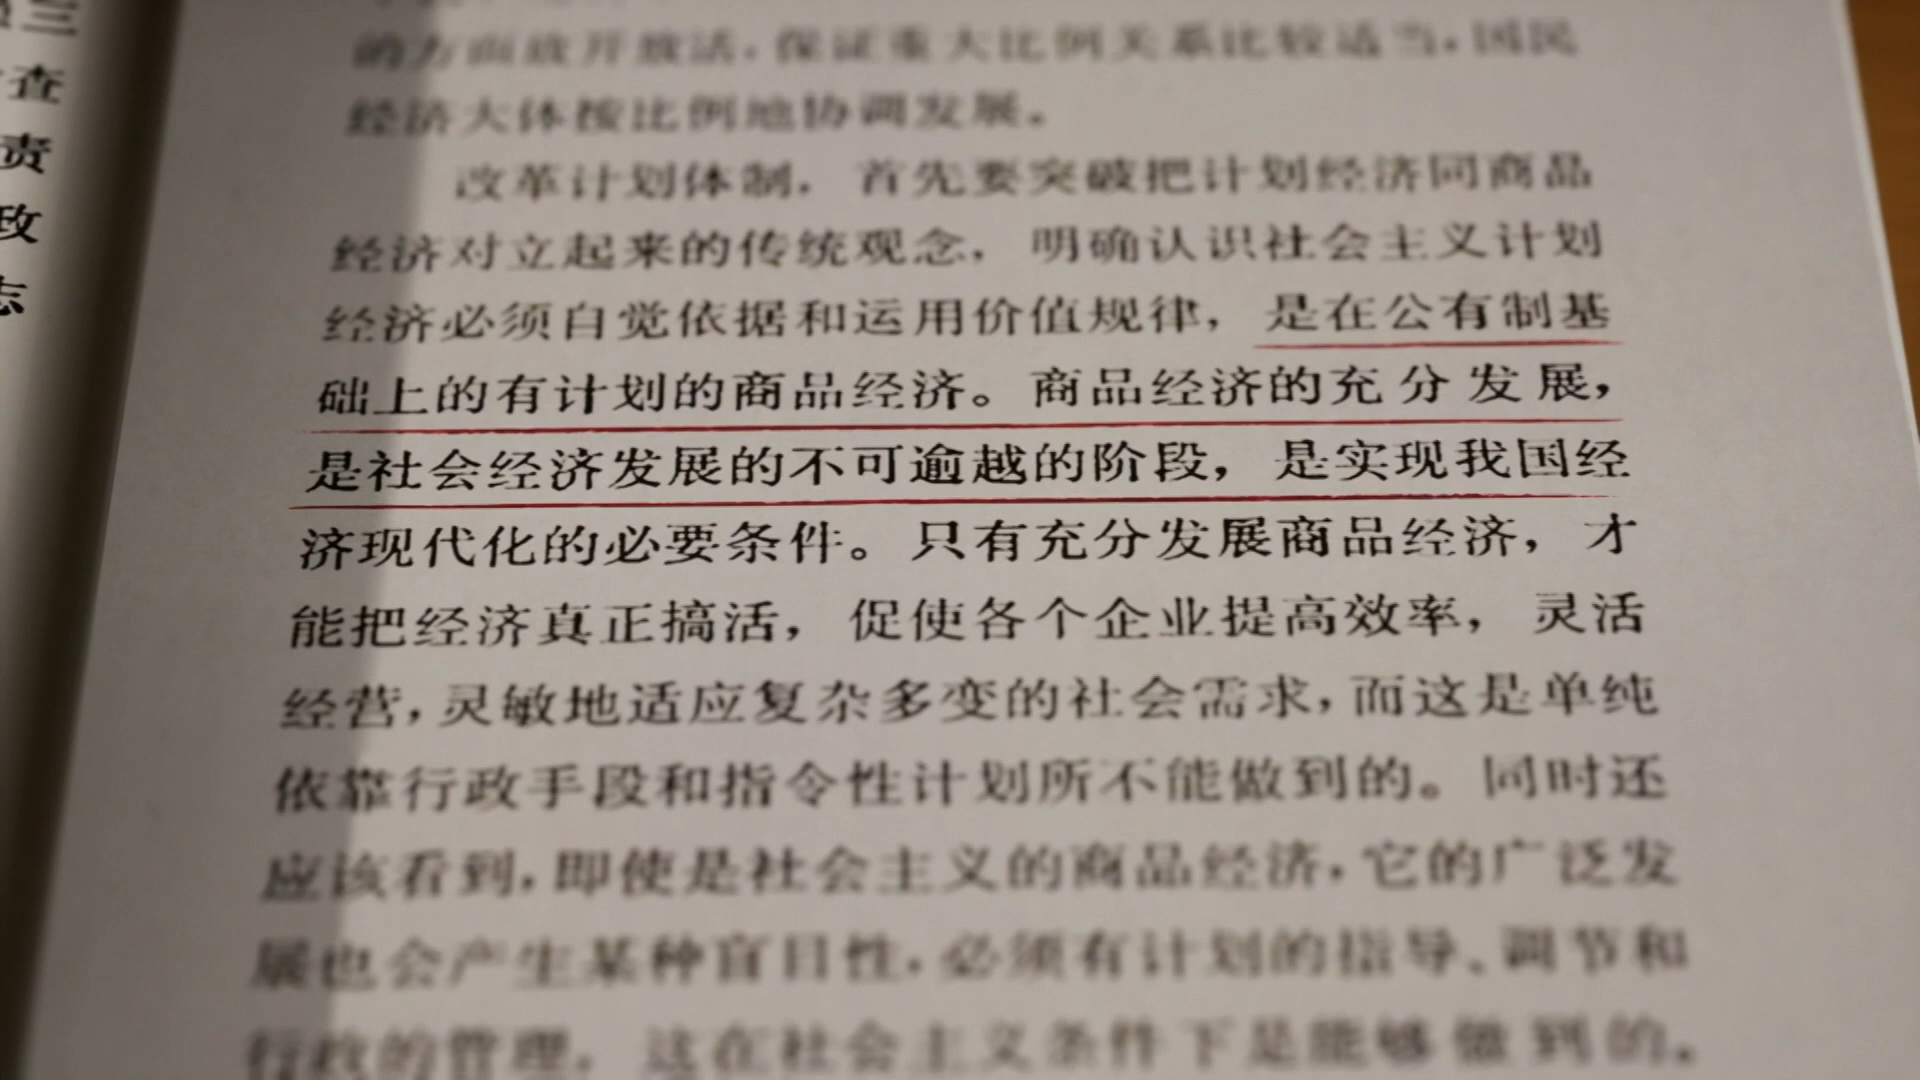 三
查
责
政
志
的方面放开放活，保证重大比例关系比较适当，国民
经济大体按比例地协调发展。
改革计划体制，首先要突破把计划经济同商品
经济对立起来的传统观念，明确认识社会主义计划
经济必须自觉依据和运用价值规律，是在公有制基
础上的有计划的商品经济。商品经济的充分发展，
是社会经济发展的不可逾越的阶段，是实现我国经
济现代化的必要条件。只有充分发展商品经济，才
能把经济真正搞活，促使各个企业提高效率，灵活
经营，灵敏地适应复杂多变的社会需求，而这是单纯
依靠行政手段和指令性计划所不能做到的。同时还
应该看到，即使是社会主义的商品经济，它的广泛发
展也会产生某种盲目性，必须有计划的指导、调节和
行政的管理，这在社会主义条件下是能够做到的。